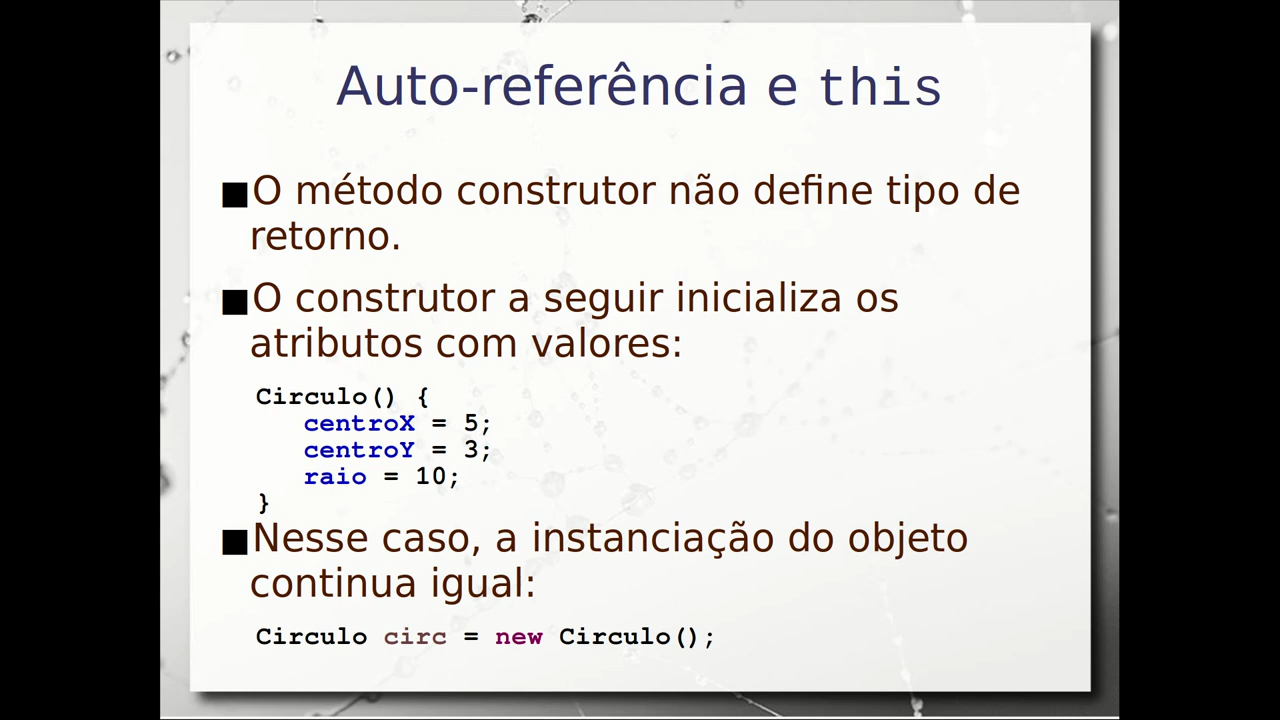 Auto-referência e this
■O método construtor não define tipo de
retorno.
■O construtor a seguir inicializa os
atributos com valores:
Circulo() {
centroX = 5;
centroY = 3;
raio = 10;
}
■Nesse caso, a instanciação do objeto
continua igual:
Circulo circ = new Circulo();